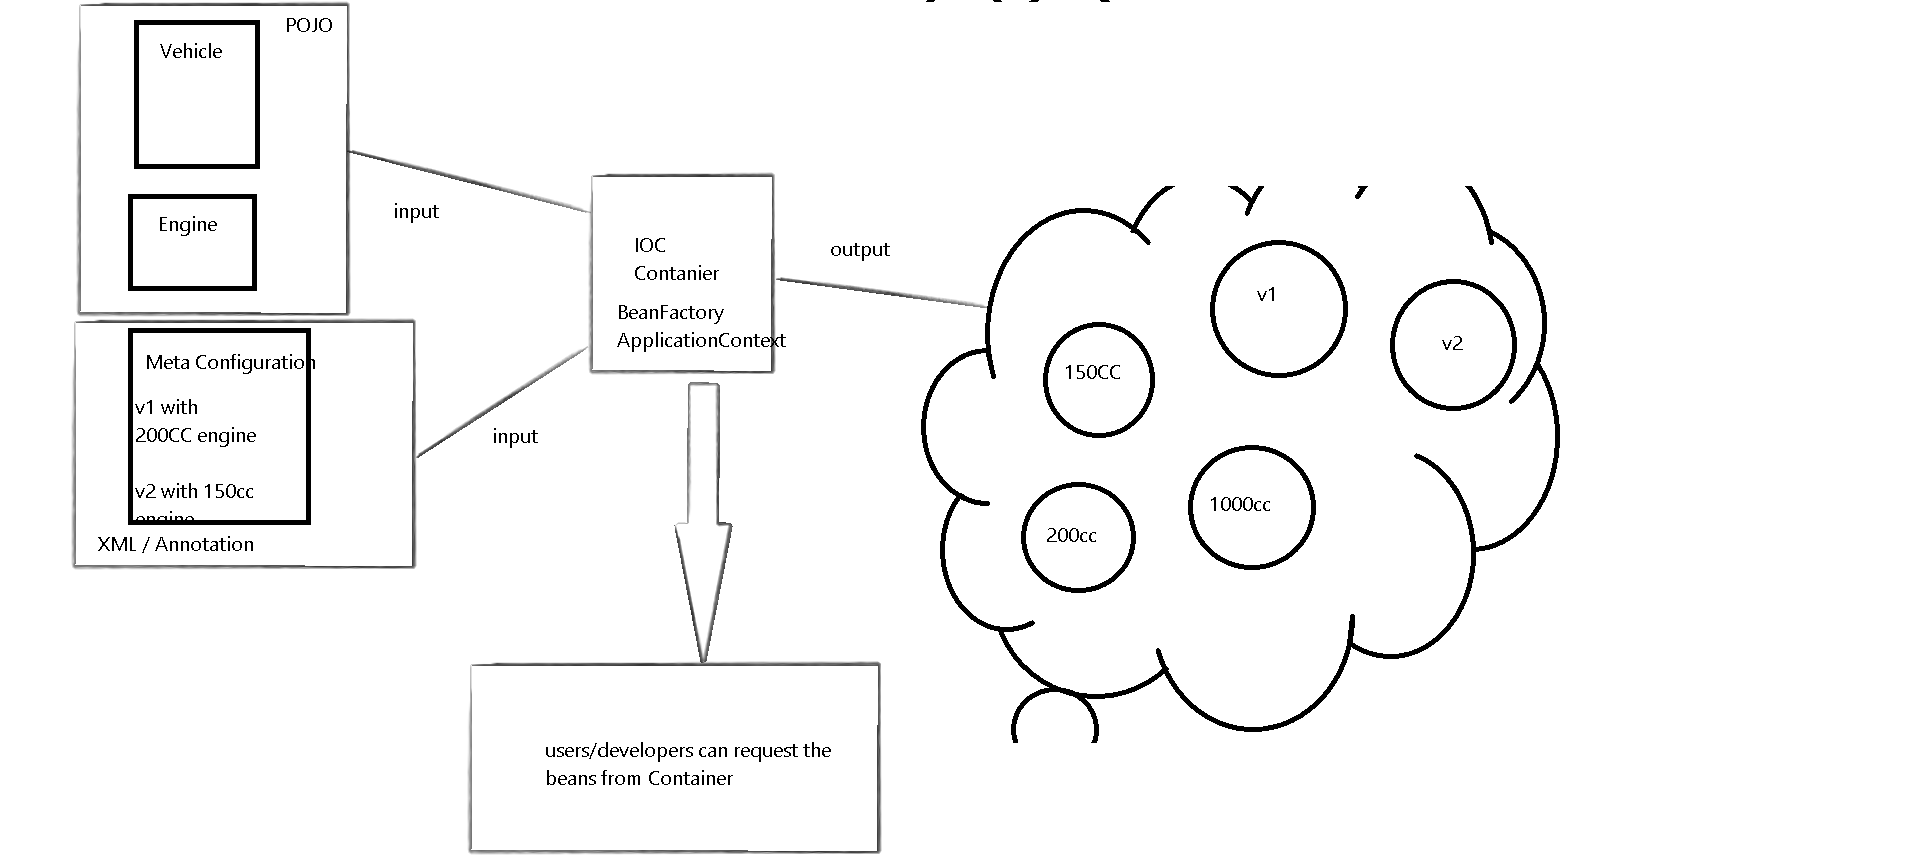 POJO
Vehicle
Engine
input
Meta Configuration
v1 with
200CC engine
v2 with 150cc
engine
XML / Annotation
input
IOC
Contanier
BeanFactory
ApplicationContext
output
v1
v2
150CC
200cc
1000cc
users/developers can request the
beans from Container